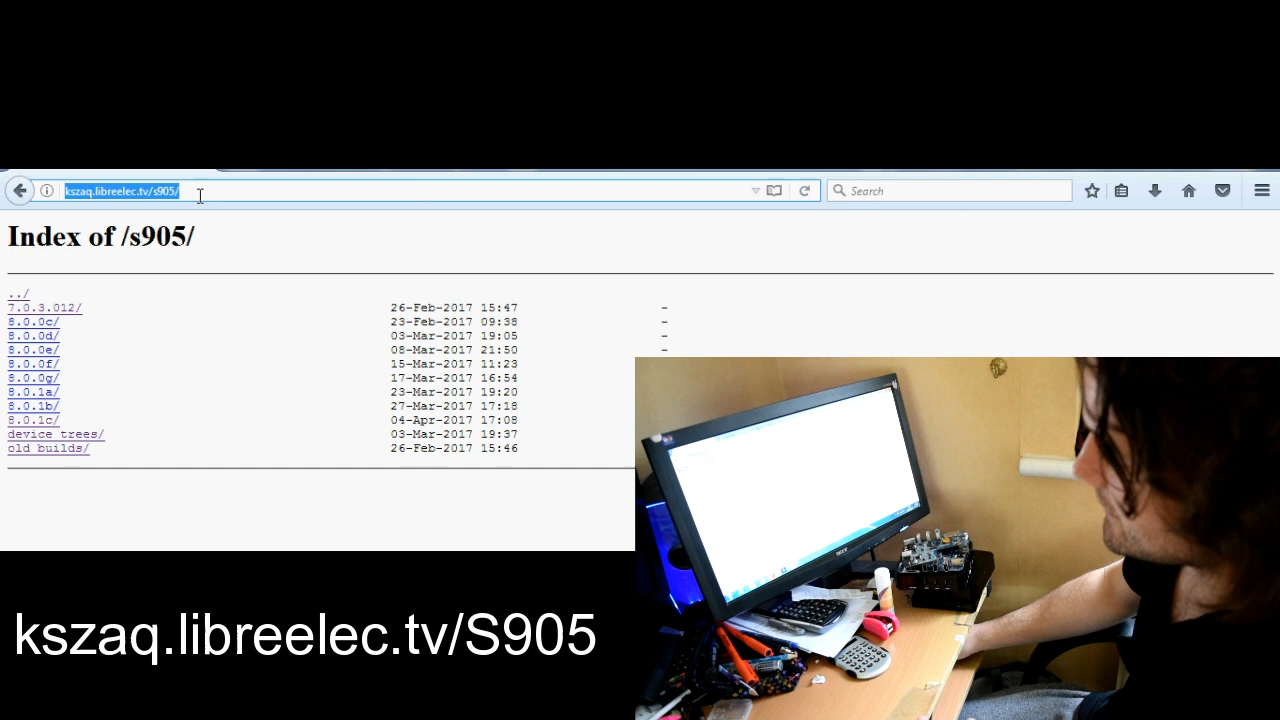 kszaq.libreelec.tv/s905/
Search
Index of /s905/
../
7.0.3.012/ 26-Feb-2017 15:47 -
8.0.0c/ 23-Feb-2017 09:38 -
8.0.0d/ 03-Mar-2017 19:05 -
8.0.0e/ 08-Mar-2017 21:50 -
8.0.0f/ 15-Mar-2017 11:23
8.0.0g/ 17-Mar-2017 16:54
8.0.1a/ 23-Mar-2017 19:20
8.0.1b/ 27-Mar-2017 17:18
8.0.1c/ 04-Apr-2017 17:08
device trees/ 03-Mar-2017 19:37
old builds/ 26-Feb-2017 15:46
acer
kszaq.libreelec.tv/S905